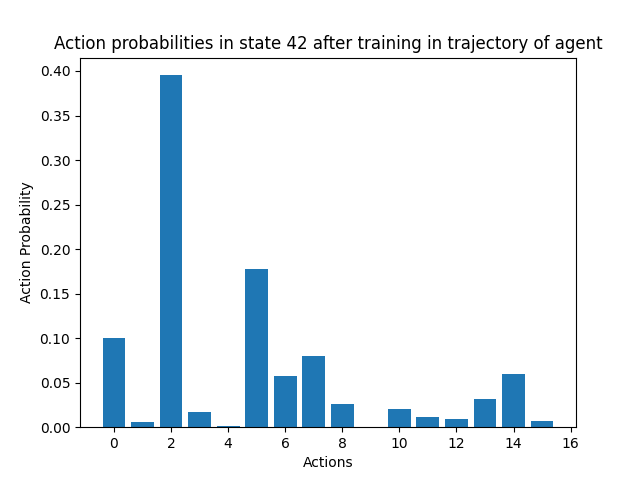 Action probabilities in state 42 after training in trajectory of agent
0.40
0.35
0.30
0.25
0.20
0.15
0.10
0.05
0.00
Action Probability
0 2 4 6 8 10 12 14 16
Actions